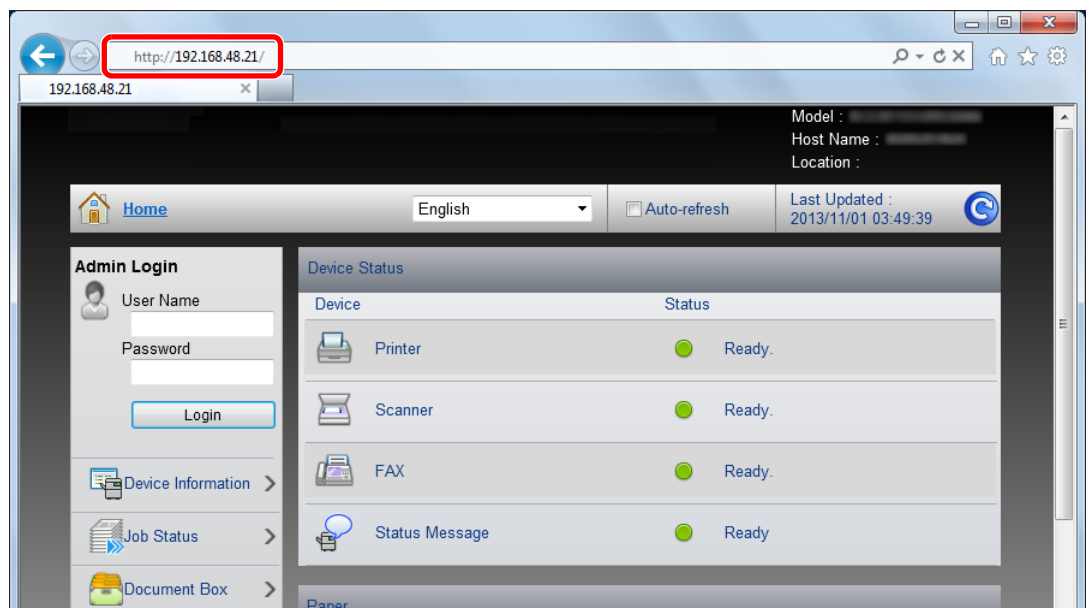 http://192.168.48.21/
192.168.48.21
Model :
Host Name :
Location :
Home
English
Auto-refresh
Last Updated :
2013/11/01 03:49:39
Admin Login
User Name
Password
Login
Device Information
Job Status
Document Box
Device Status
Device Status
Printer Ready.
Scanner Ready.
FAX Ready.
Status Message Ready
Paper